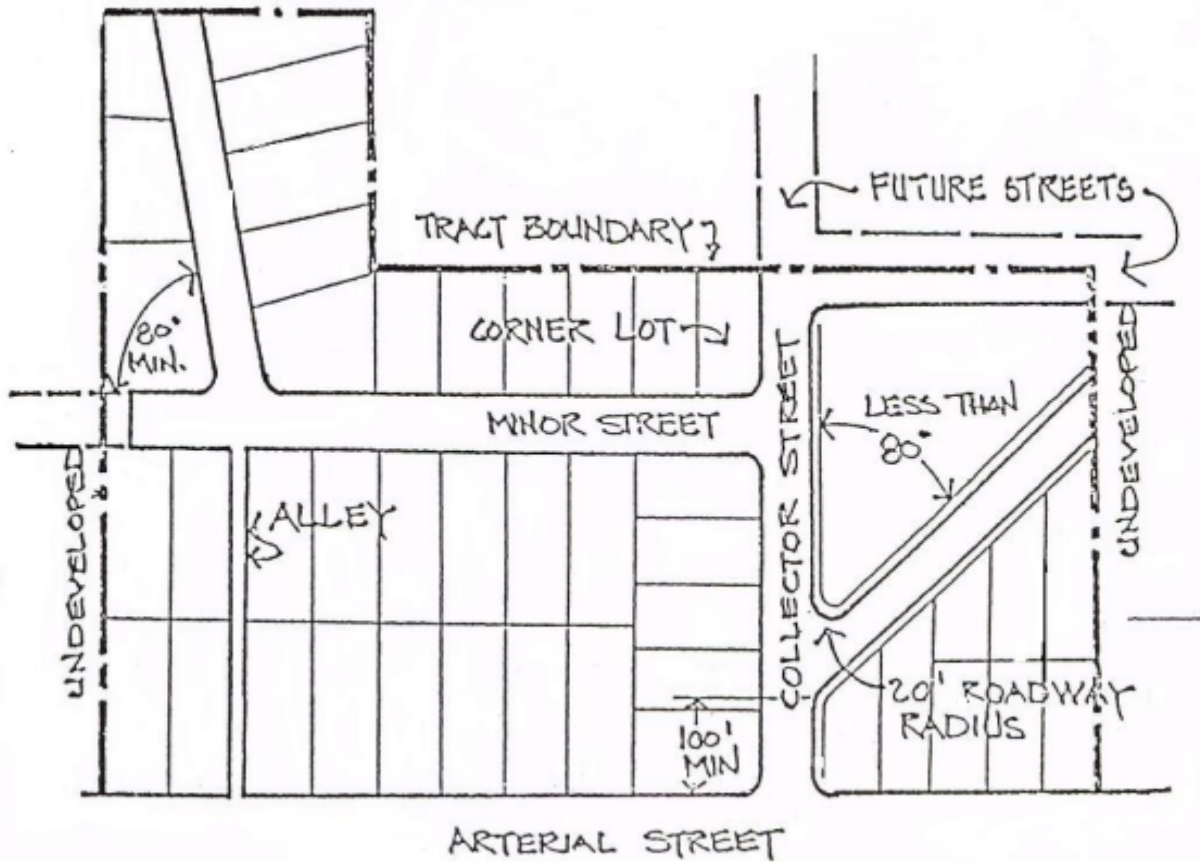 FUTURE STREETS
TRACT BOUNDARY
80'
MIN.
CORNER LOT
MINOR STREET
COLLECTOR STREET
LESS THAN
80'
UNDEVELOPED
UNDEVELOPED
ALLEY
100'
MIN
20' ROADWAY
RADIUS
ARTERIAL STREET